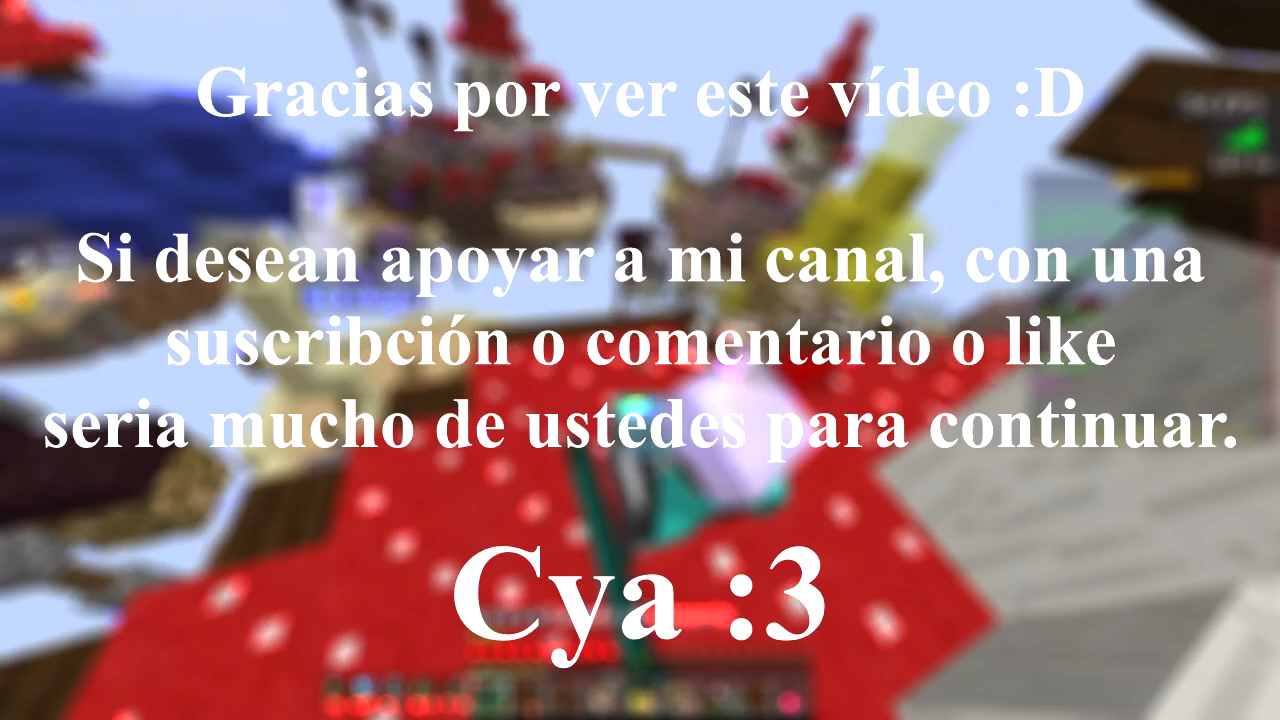 Gracias por ver este vídeo :D
Si desean apoyar a mi canal, con una
suscribción o comentario o like
seria mucho de ustedes para continuar.
Cya :3